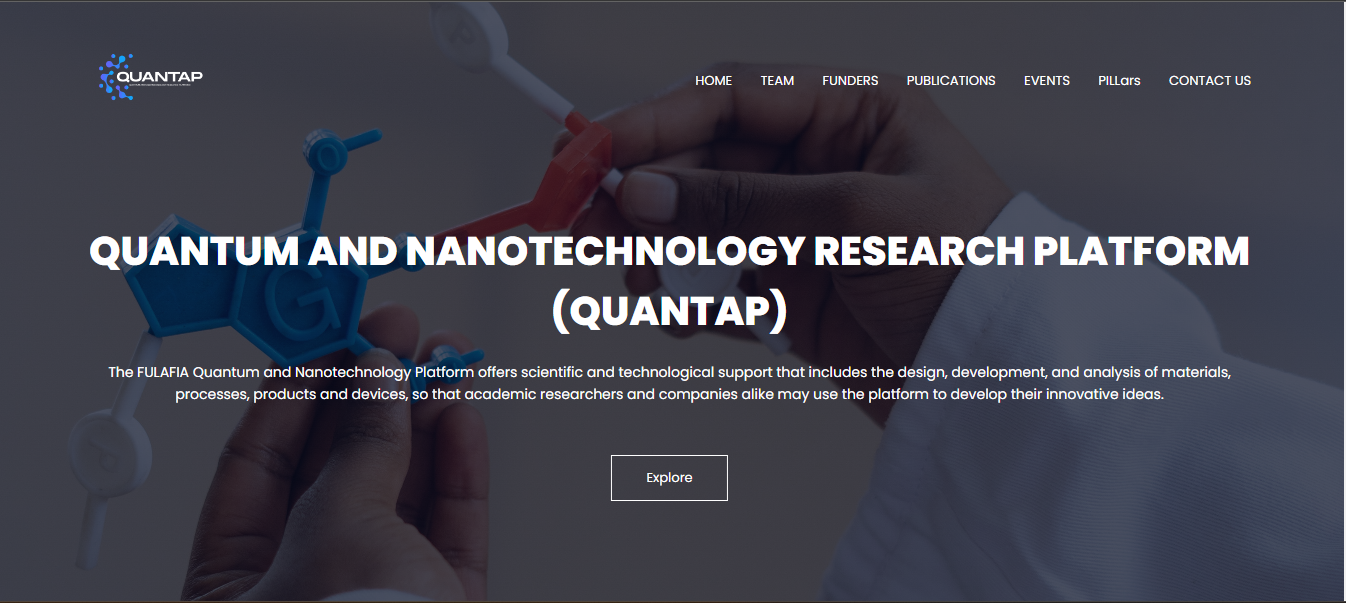 QUANTAP
HOME TEAM FUNDERS PUBLICATIONS EVENTS PILLars CONTACT US
QUANTUM AND NANOTECHNOLOGY RESEARCH PLATFORM
(QUANTAP)
The FULAFIA Quantum and Nanotechnology Platform offers scientific and technological support that includes the design, development, and analysis of materials,
processes, products and devices, so that academic researchers and companies alike may use the platform to develop their innovative ideas.
G
P
Explore